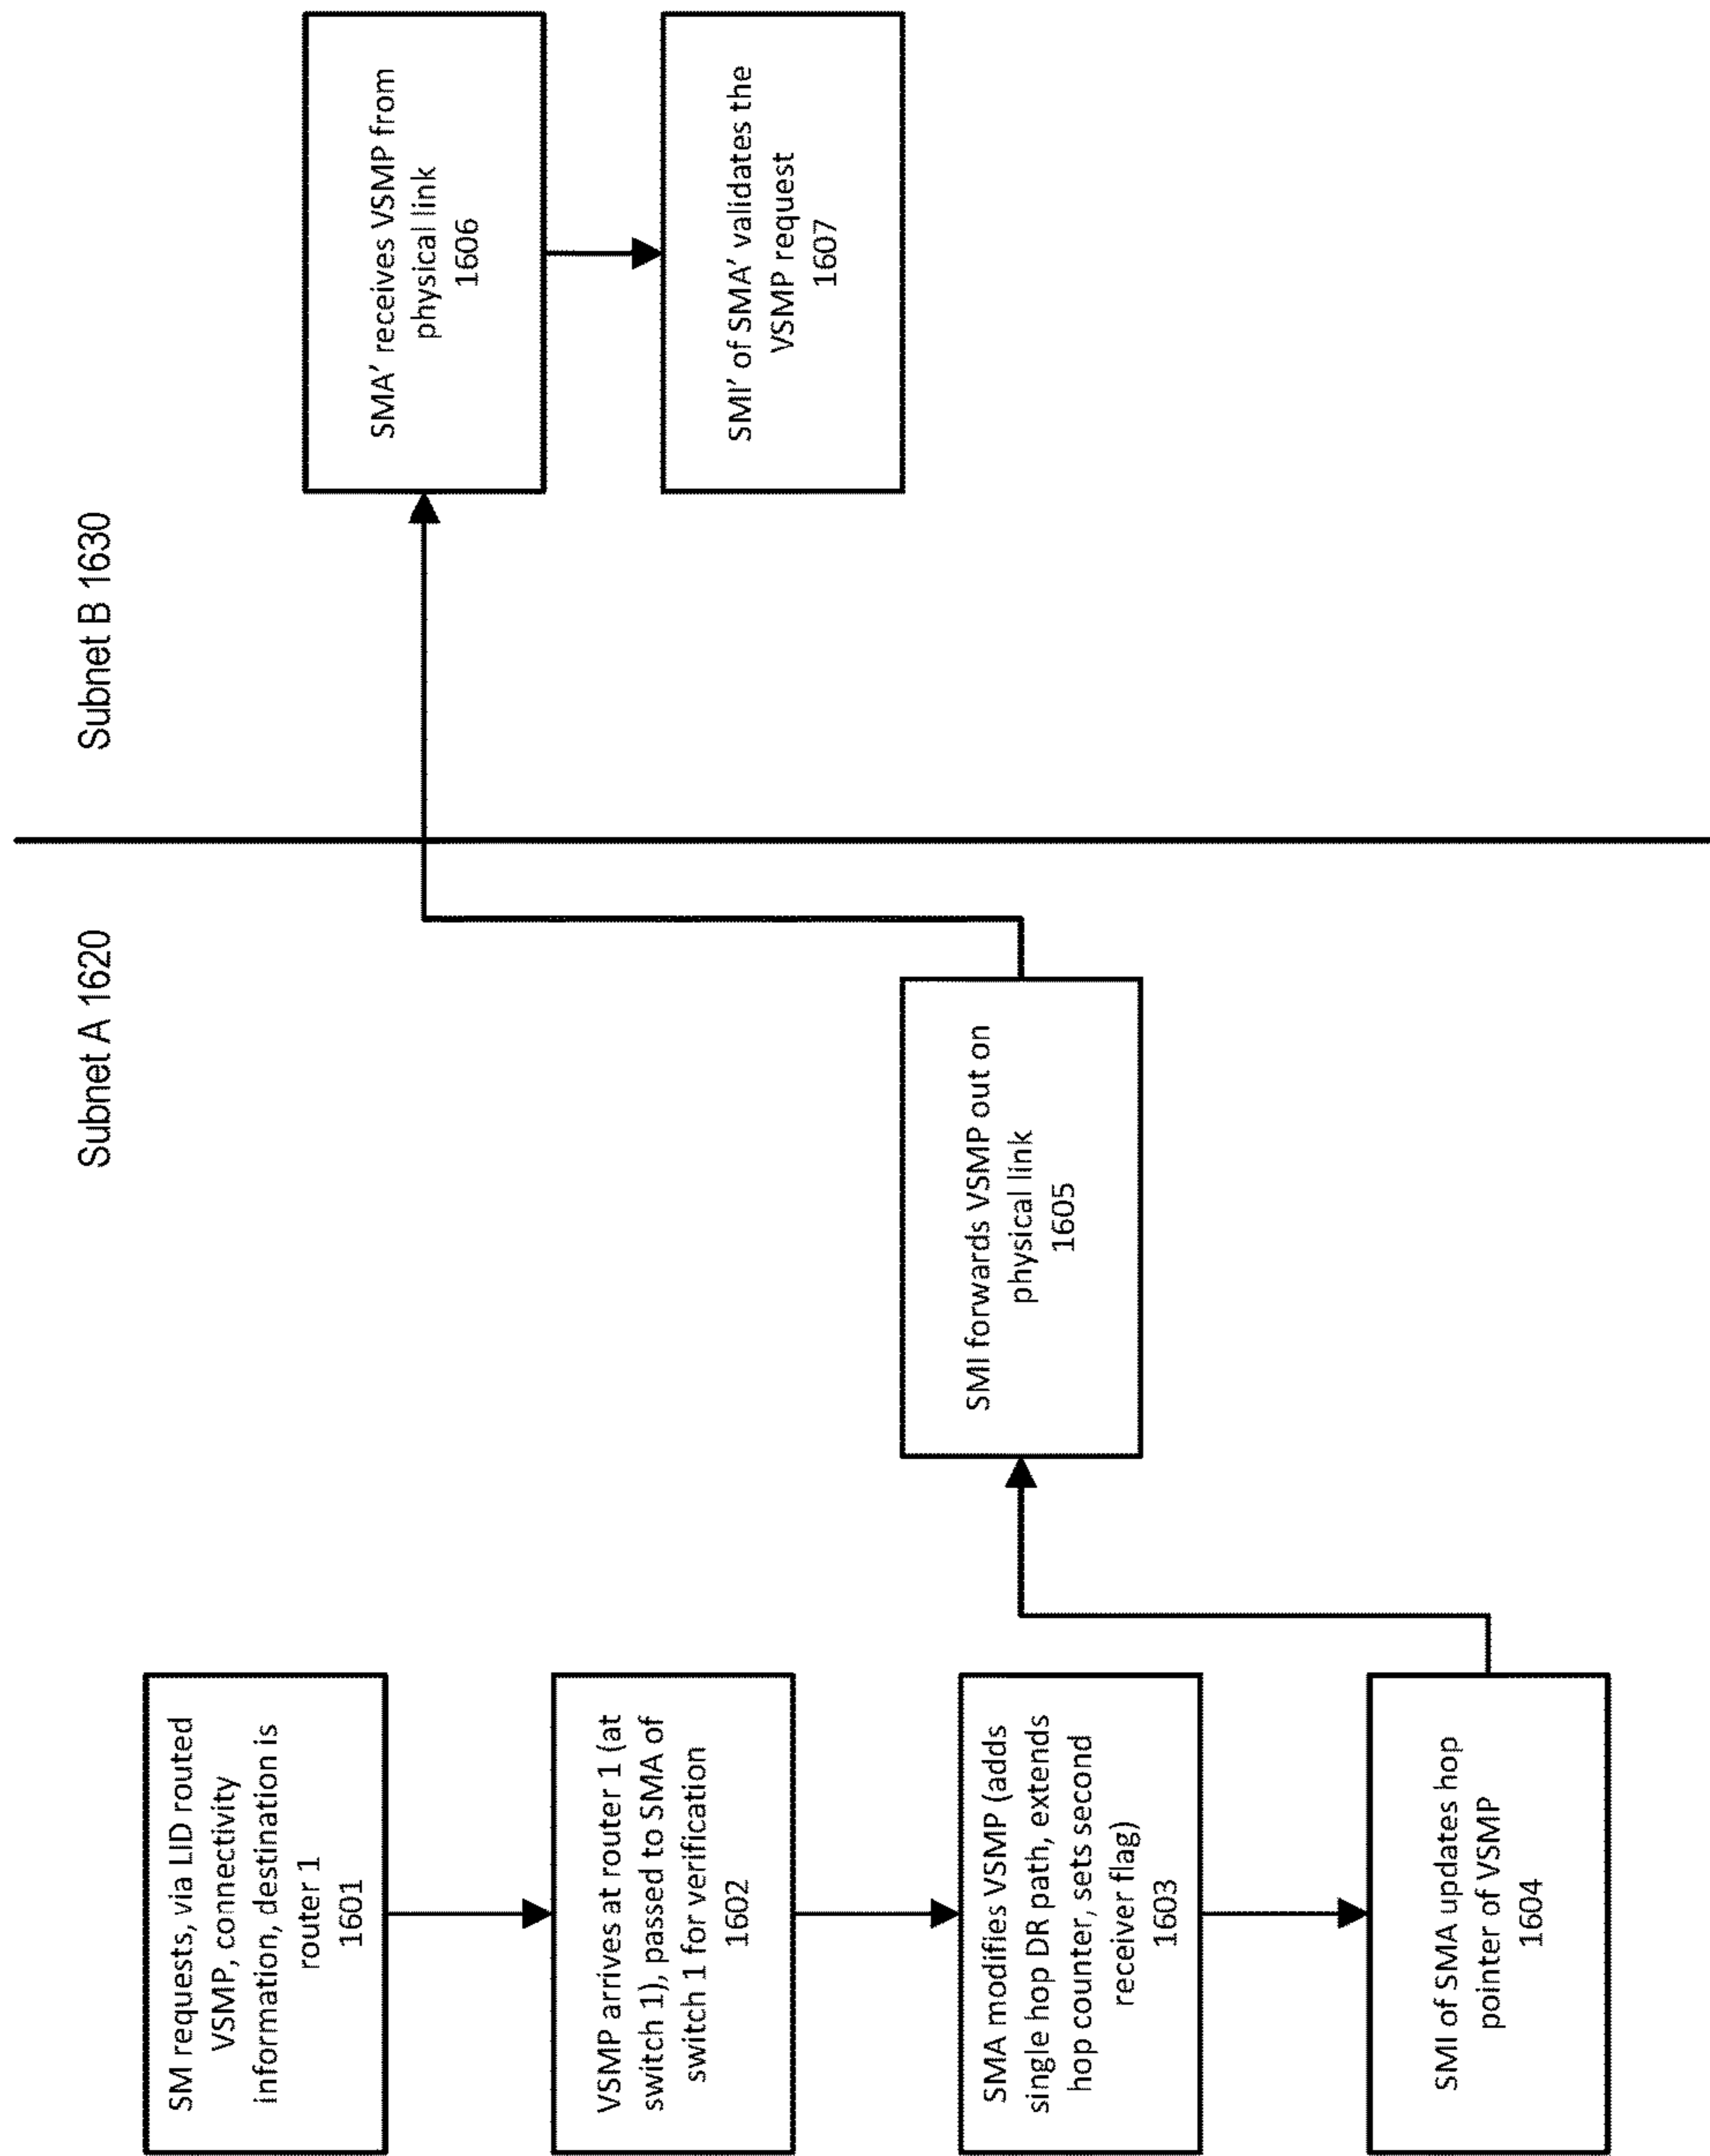 Subnet A 1620
Subnet B 1630
SM requests, via LID routed
VSMP, connectivity
information, destination is
router 1
1601
VSMP arrives at router 1 (at
switch 1), passed to SMA of
switch 1 for verification
1602
SMA modifies VSMP (adds
single hop DR path, extends
hop counter, sets second
receiver flag)
1603
SMI of SMA updates hop
pointer of VSMP
1604
SMI forwards VSMP out on
physical link
1605
SMA’ receives VSMP from
physical link
1606
SMI’ of SMA’ validates the
VSMP request
1607